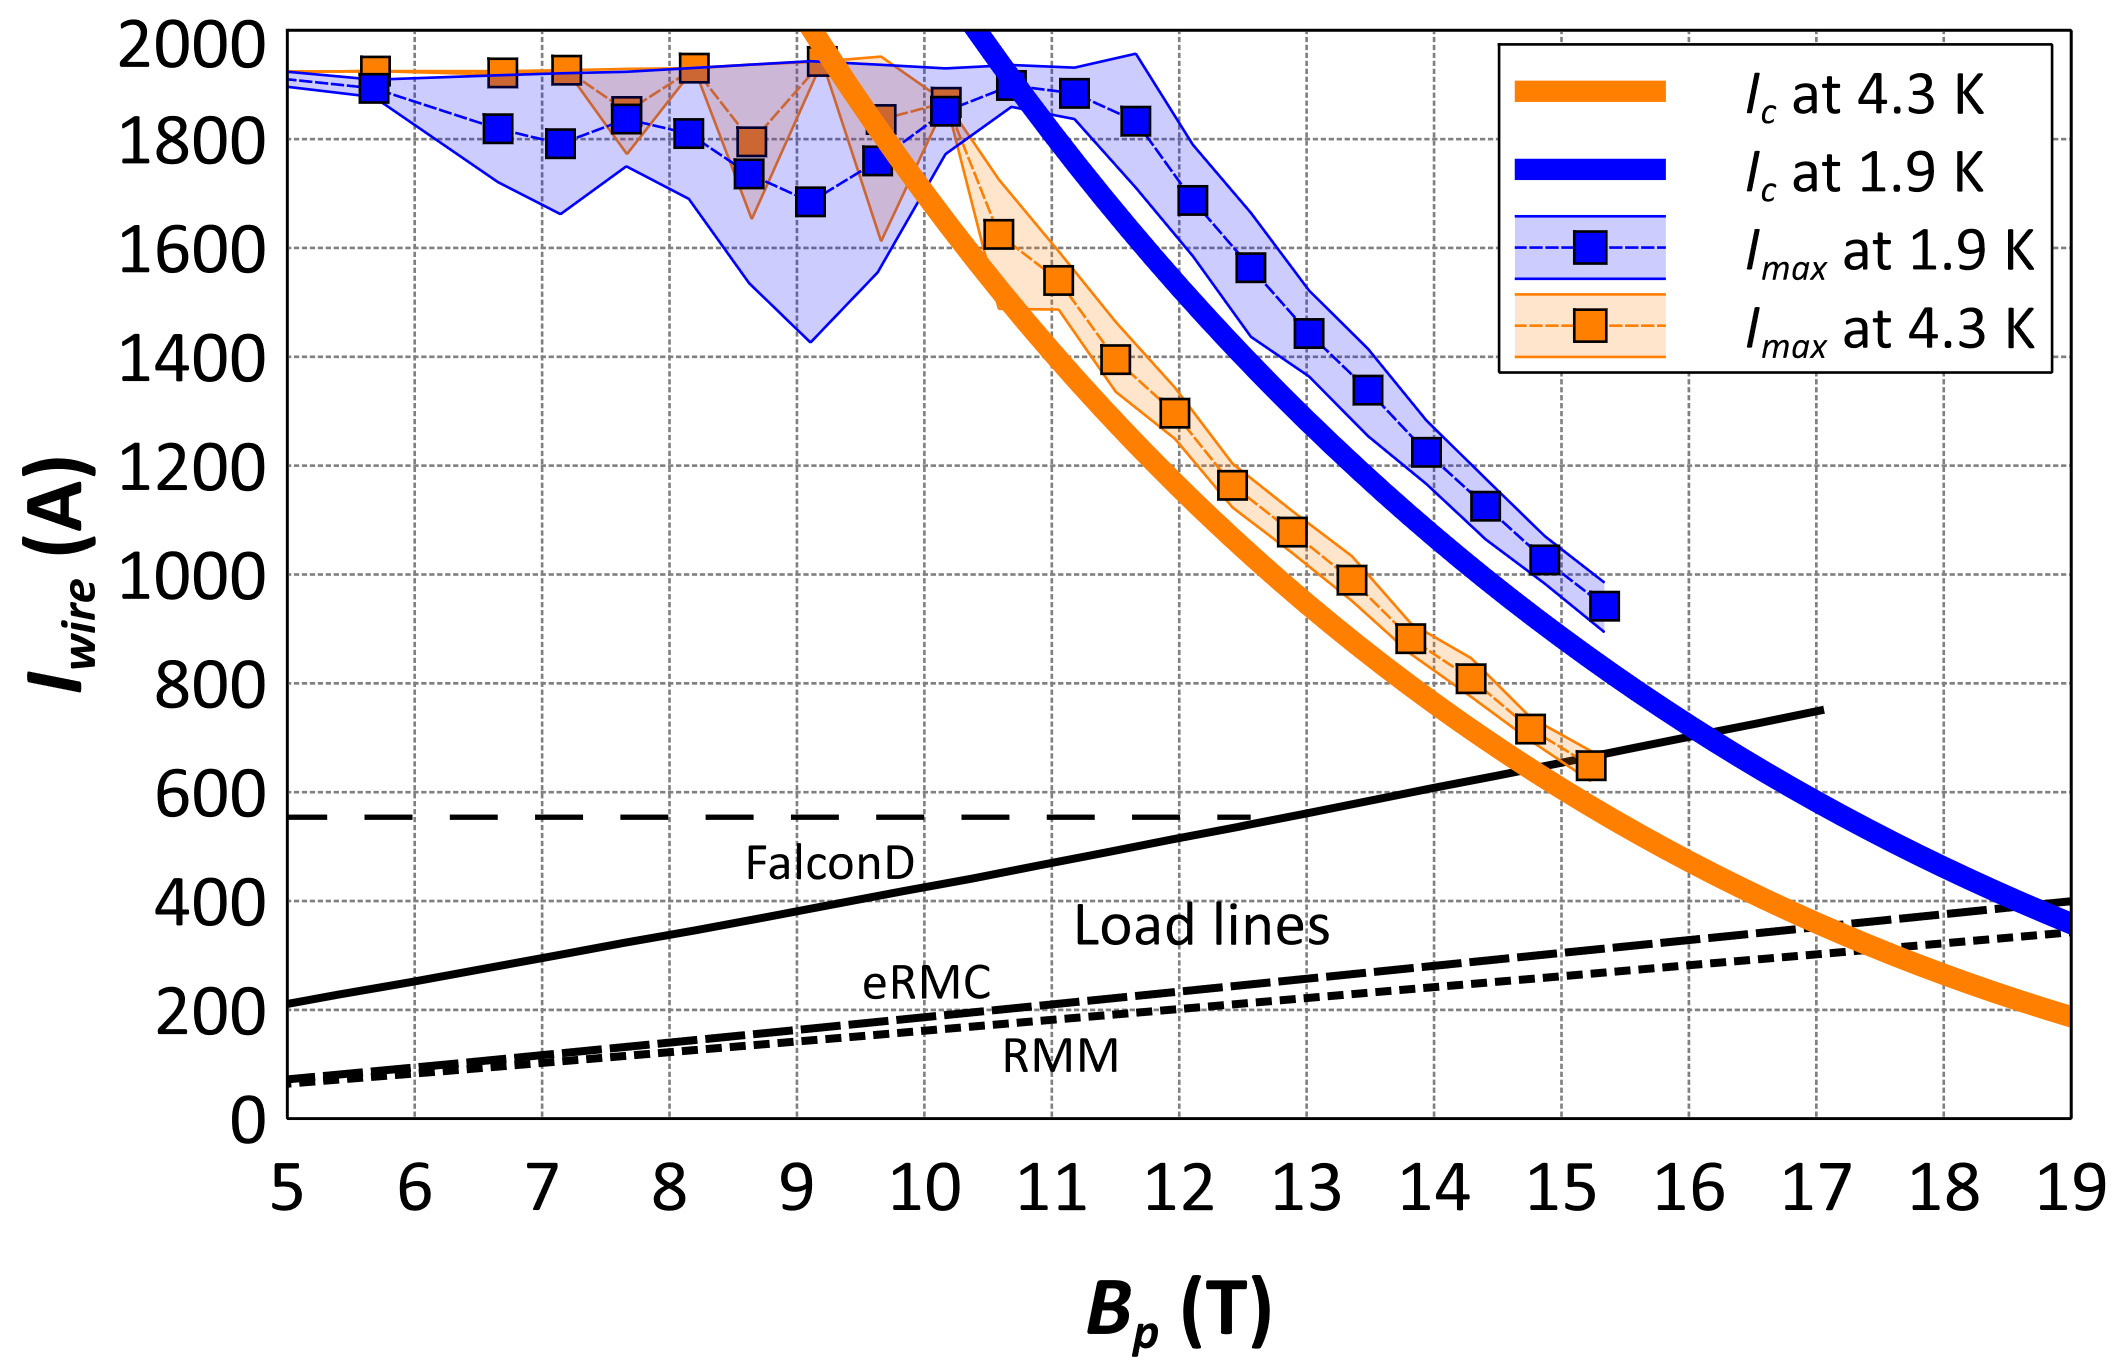 2000
1800
1600
1400
1200
1000
800
600
400
200
0
I_wire (A)
I_c at 4.3 K
I_c at 1.9 K
I_max at 1.9 K
I_max at 4.3 K
FalconD
Load lines
eRMC
RMM
5 6 7 8 9 10 11 12 13 14 15 16 17 18 19
B_p (T)